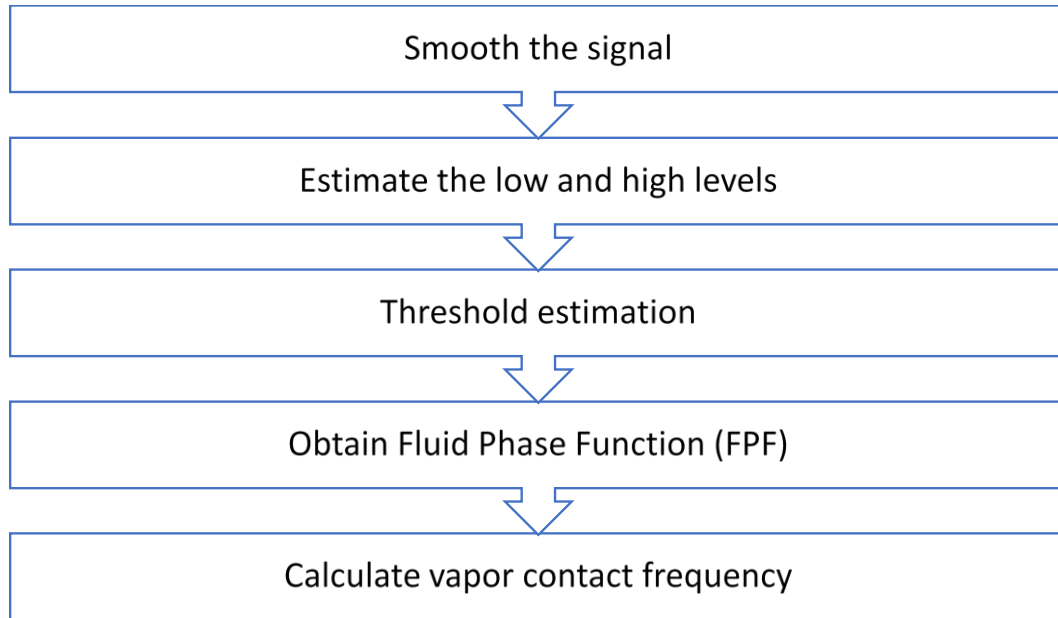 Smooth the signal
Estimate the low and high levels
Threshold estimation
Obtain Fluid Phase Function (FPF)
Calculate vapor contact frequency